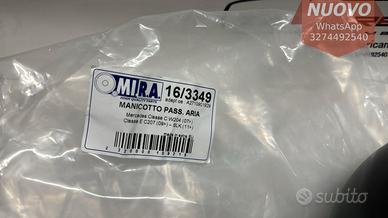 NUOVO
WhatsApp
3274492540
MIRA
16/3349
MANICOTTO PASS. ARIA
Mercedes Classe C W204 (07>)
Classe E C207 (09>) - SLK (11>)
subito